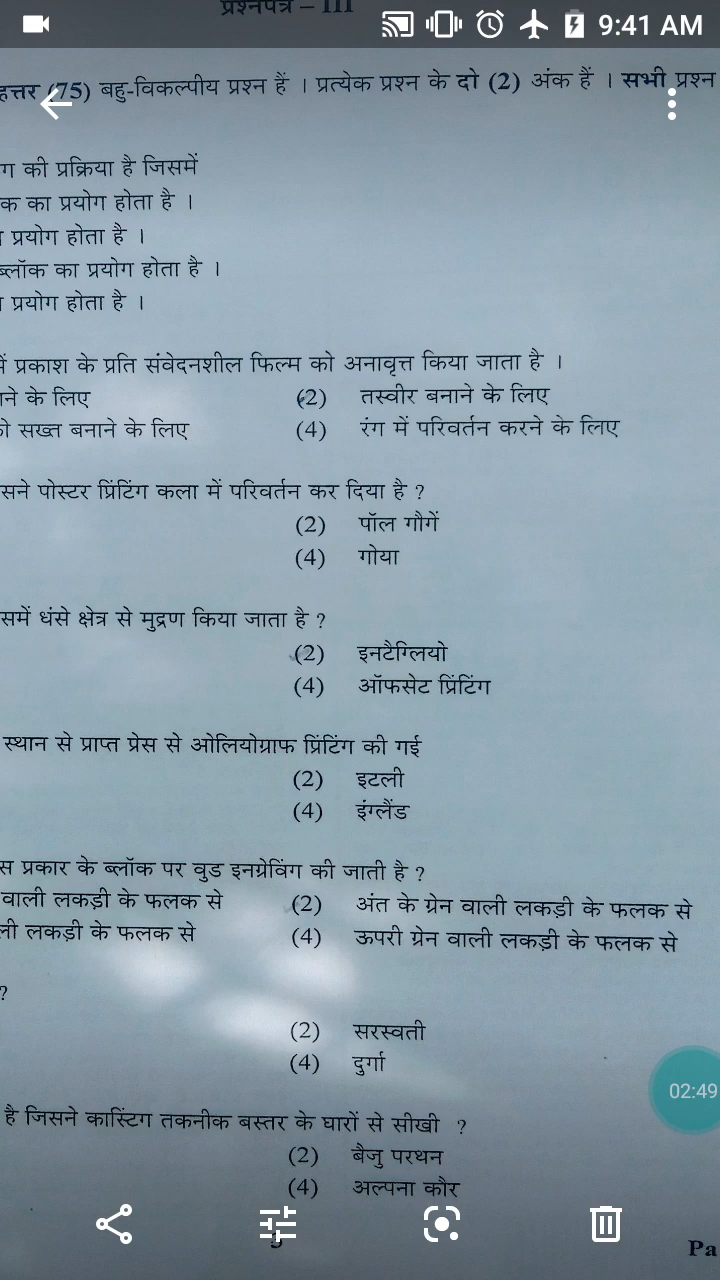 प्रश्नपत्र – III
9:41 AM
हत्तर (75) बहु-विकल्पीय प्रश्न हैं । प्रत्येक प्रश्न के दो (2) अंक हैं । सभी प्रश्न
ग की प्रक्रिया है जिसमें
क का प्रयोग होता है ।
प्रयोग होता है ।
ब्लॉक का प्रयोग होता है ।
प्रयोग होता है ।
में प्रकाश के प्रति संवेदनशील फिल्म को अनावृत्त किया जाता है ।
ाने के लिए (2) तस्वीर बनाने के लिए
को सख्त बनाने के लिए (4) रंग में परिवर्तन करने के लिए
सने पोस्टर प्रिंटिंग कला में परिवर्तन कर दिया है ?
(2) पॉल गौगें
(4) गोया
समें धंसे क्षेत्र से मुद्रण किया जाता है ?
(2) इनटैग्लियो
(4) ऑफसेट प्रिंटिंग
स्थान से प्राप्त प्रेस से ओलियोग्राफ प्रिंटिंग की गई
(2) इटली
(4) इंग्लैंड
स प्रकार के ब्लॉक पर वुड इनग्रेविंग की जाती है ?
वाली लकड़ी के फलक से (2) अंत के ग्रेन वाली लकड़ी के फलक से
ली लकड़ी के फलक से (4) ऊपरी ग्रेन वाली लकड़ी के फलक से
?
(2) सरस्वती
(4) दुर्गा
02:49
है जिसने कास्टिंग तकनीक बस्तर के घारों से सीखी ?
(2) बैजु परथन
(4) अल्पना कौर
3
Pa